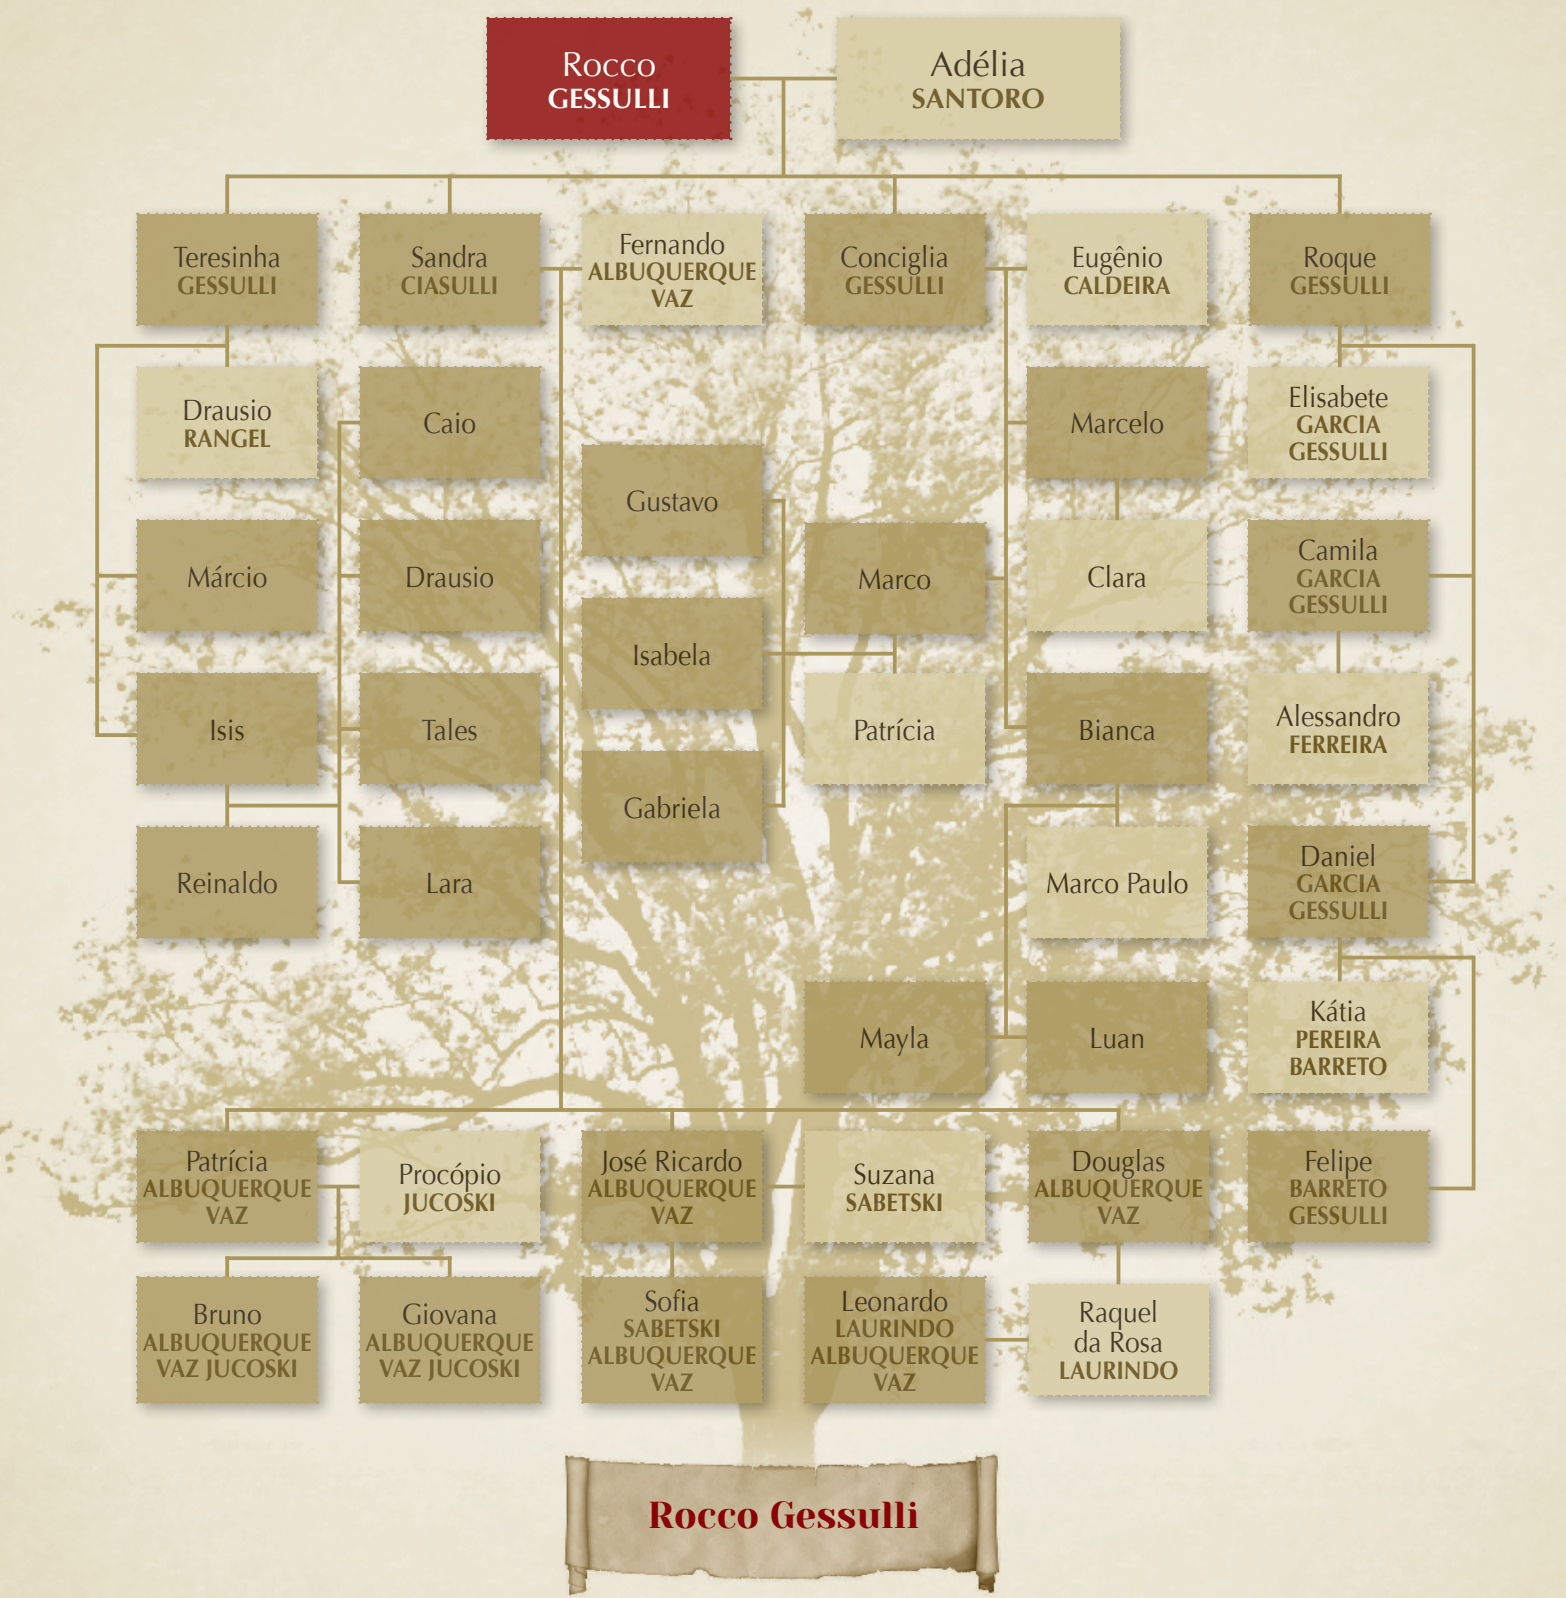 Rocco
GESSULLI
Adélia
SANTORO
Teresinha
GESSULLI
Sandra
CIASULLI
Fernando
ALBUQUERQUE
VAZ
Conciglia
GESSULLI
Eugênio
CALDEIRA
Roque
GESSULLI
Drausio
RANGEL
Caio
Marcelo
Elisabete
GARCIA
GESSULLI
Gustavo
Márcio
Drausio
Marco
Clara
Camila
GARCIA
GESSULLI
Isabela
Isis
Tales
Patrícia
Bianca
Alessandro
FERREIRA
Gabriela
Reinaldo
Lara
Marco Paulo
Daniel
GARCIA
GESSULLI
Mayla
Luan
Kátia
PEREIRA
BARRETO
Patrícia
ALBUQUERQUE
VAZ
Procópio
JUCOSKI
José Ricardo
ALBUQUERQUE
VAZ
Suzana
SABETSKI
Douglas
ALBUQUERQUE
VAZ
Felipe
BARRETO
GESSULLI
Bruno
ALBUQUERQUE
VAZ JUCOSKI
Giovana
ALBUQUERQUE
VAZ JUCOSKI
Sofia
SABETSKI
ALBUQUERQUE
VAZ
Leonardo
LAURINDO
ALBUQUERQUE
VAZ
Raquel
da Rosa
LAURINDO
Rocco Gessulli